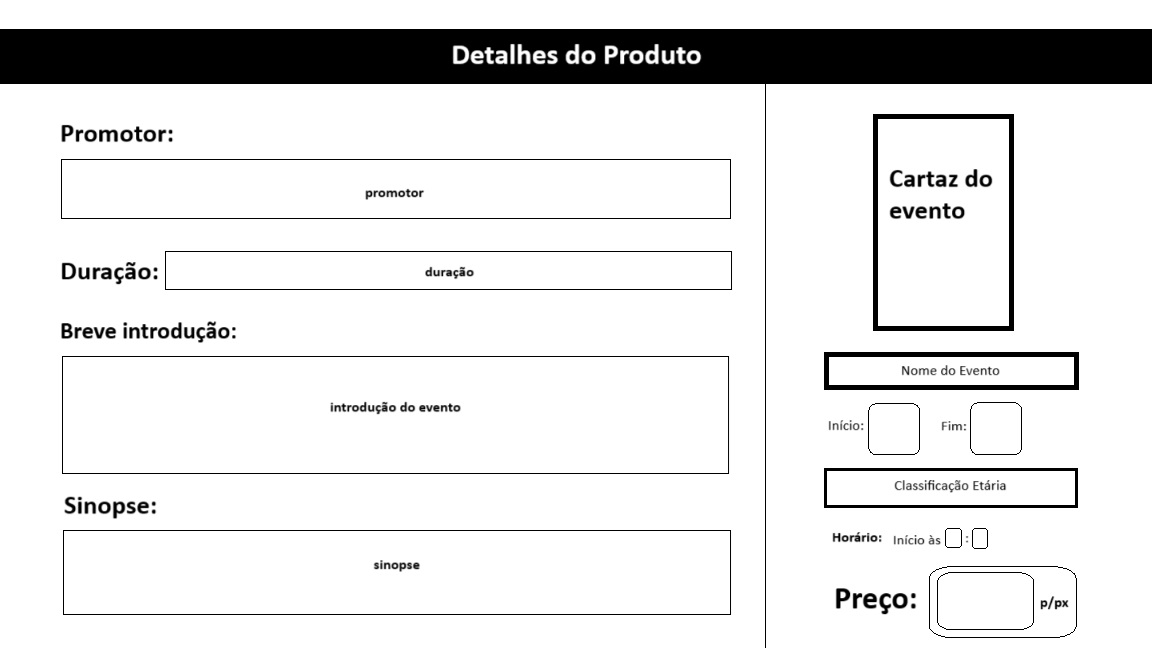 Detalhes do Produto
Promotor:
promotor
Duração:
duração
Breve introdução:
introdução do evento
Sinopse:
sinopse
Cartaz do
evento
Nome do Evento
Início:
Fim:
Classificação Etária
Horário: Início às :
Preço:
p/px